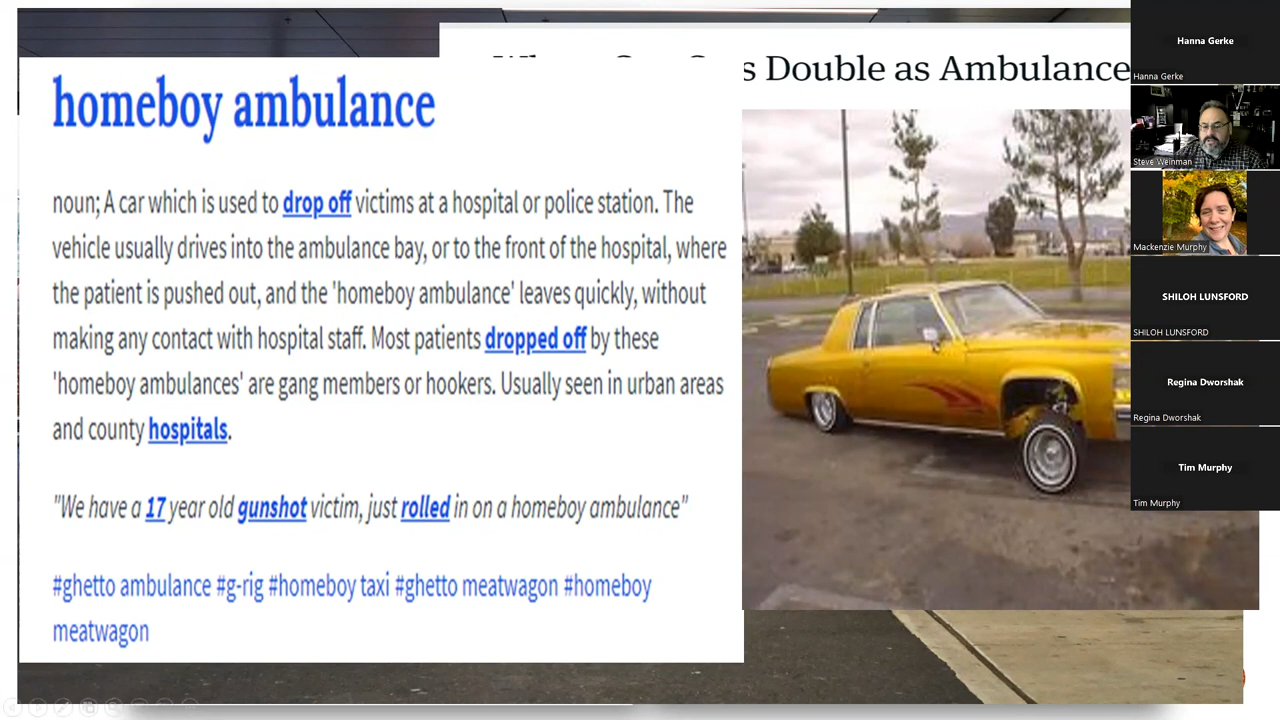 s Double as Ambulance
homeboy ambulance
noun; A car which is used to drop off victims at a hospital or police station. The
vehicle usually drives into the ambulance bay, or to the front of the hospital, where
the patient is pushed out, and the 'homeboy ambulance' leaves quickly, without
making any contact with hospital staff. Most patients dropped off by these
'homeboy ambulances' are gang members or hookers. Usually seen in urban areas
and county hospitals.
"We have a 17 year old gunshot victim, just rolled in on a homeboy ambulance"
#ghetto ambulance #g-rig #homeboy taxi #ghetto meatwagon #homeboy
meatwagon
Hanna Gerke
Hanna Gerke
Steve Weinman
Mackenzie Murphy
SHILOH LUNSFORD
SHILOH LUNSFORD
Regina Dworshak
Regina Dworshak
Tim Murphy
Tim Murphy